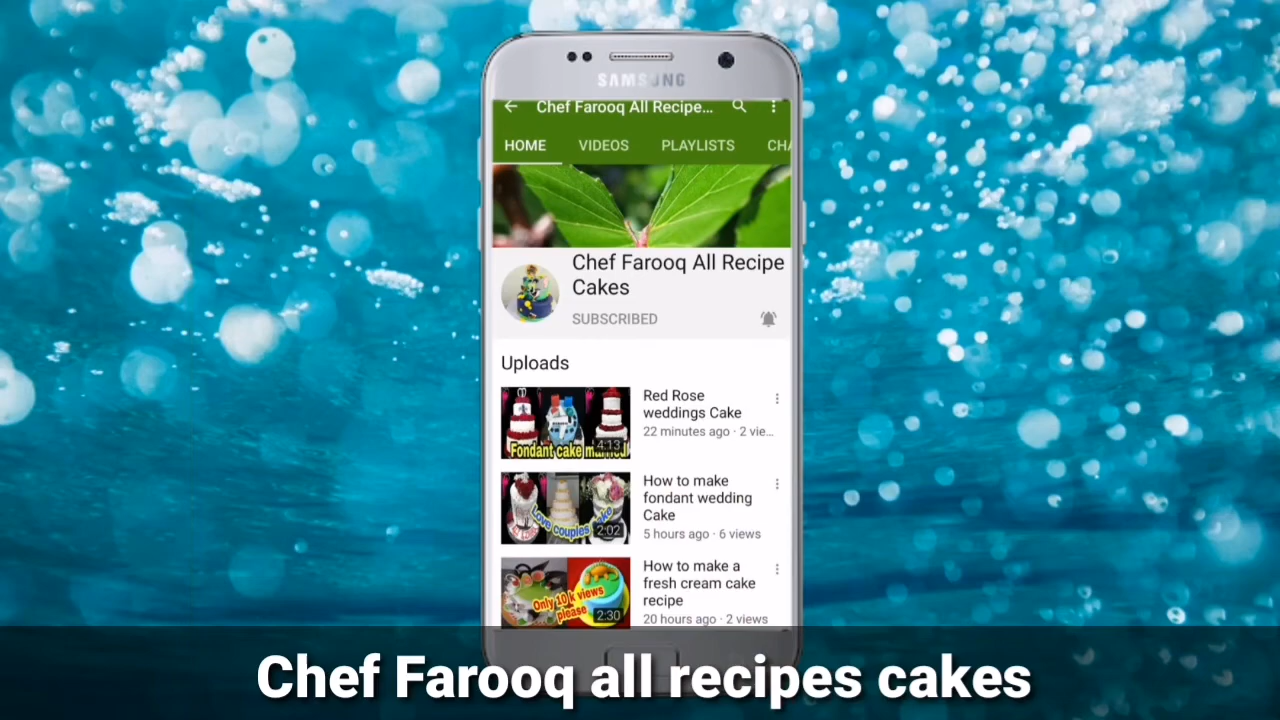 SAMSUNG
Chef Farooq All Recipe...
HOME VIDEOS PLAYLISTS CHA
Chef Farooq All Recipe
Cakes
SUBSCRIBED
Uploads
Red Rose
weddings Cake
22 minutes ago · 2 vie...
4:13
Fondant cake married
How to make
fondant wedding
Cake
5 hours ago · 6 views
Love couples cake
2:02
How to make a
fresh cream cake
recipe
20 hours ago · 2 views
Only 10 k views
please
2:30
Chef Farooq all recipes cakes